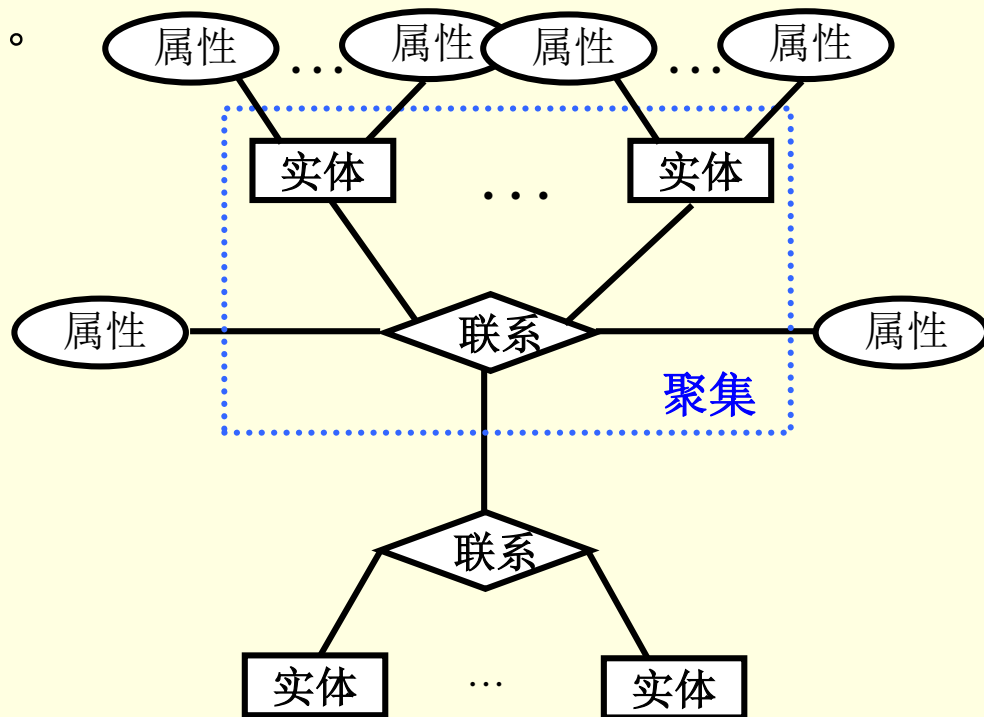 。
属性 … 属性 属性 … 属性
实体 … 实体
属性 联系 属性
聚集
联系
实体 … 实体